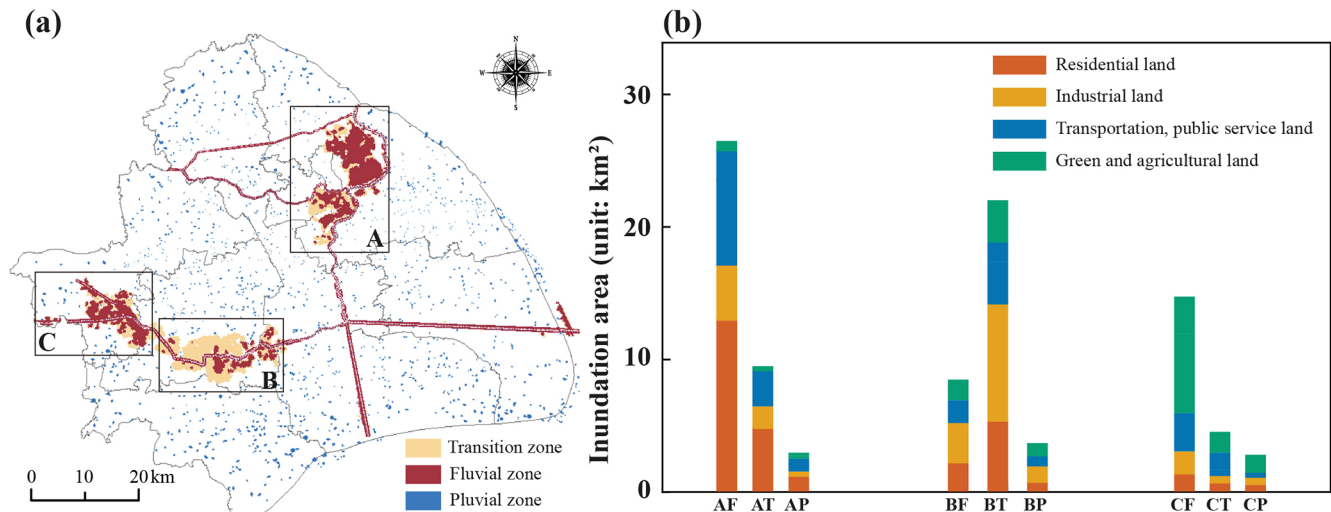 (a)
N
W
E
S
A
C
B
Transition zone
Fluvial zone
Pluvial zone
0 10 20 km
(b)
Residential land
Industrial land
Transportation, public service land
Green and agricultural land
Inundation area (unit: km²)
30
20
10
0
AF AT AP BF BT BP CF CT CP